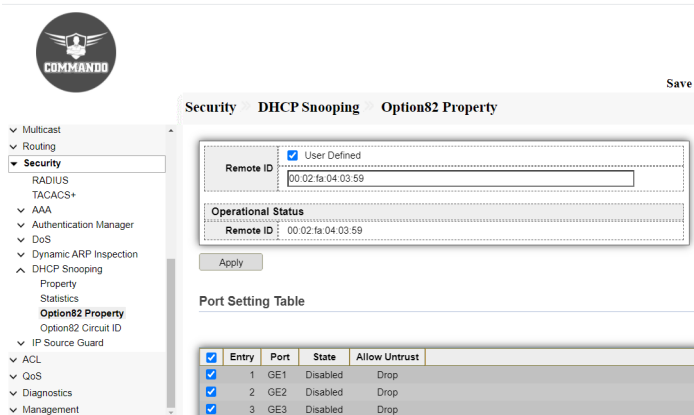 COMMANDO
Save
Security » DHCP Snooping » Option82 Property
Multicast
Routing
Security
RADIUS
TACACS+
AAA
Authentication Manager
DoS
Dynamic ARP Inspection
DHCP Snooping
Property
Statistics
Option82 Property
Option82 Circuit ID
IP Source Guard
ACL
QoS
Diagnostics
Management
User Defined
Remote ID
00:02:fa:04:03:59
Operational Status
Remote ID 00:02:fa:04:03:59
Apply
Port Setting Table
Entry Port State Allow Untrust
1 GE1 Disabled Drop
2 GE2 Disabled Drop
3 GE3 Disabled Drop